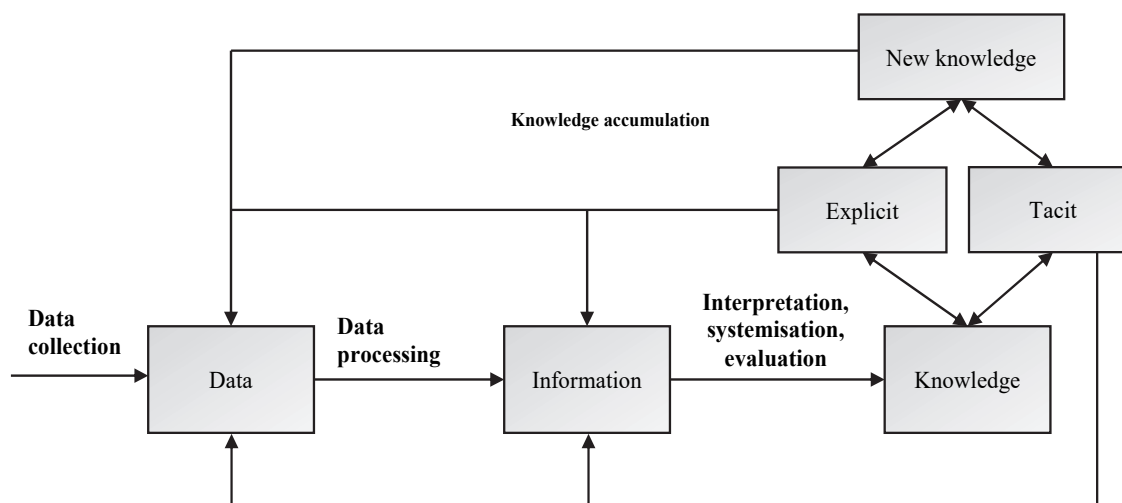 New knowledge
Knowledge accumulation
Explicit
Tacit
Data
collection
Data
processing
Interpretation,
systemisation,
evaluation
Data
Information
Knowledge